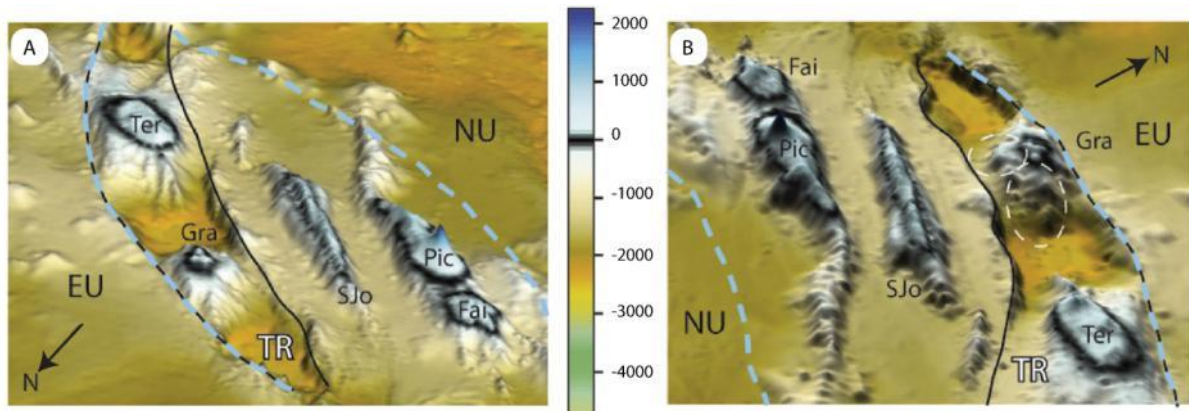 A
Ter
NU
Gra
Pic
SJo
EU
Fai
TR
N
2000
1000
0
-1000
-2000
-3000
-4000
B
N
Fai
Gra
EU
Pic
SJo
NU
Ter
TR